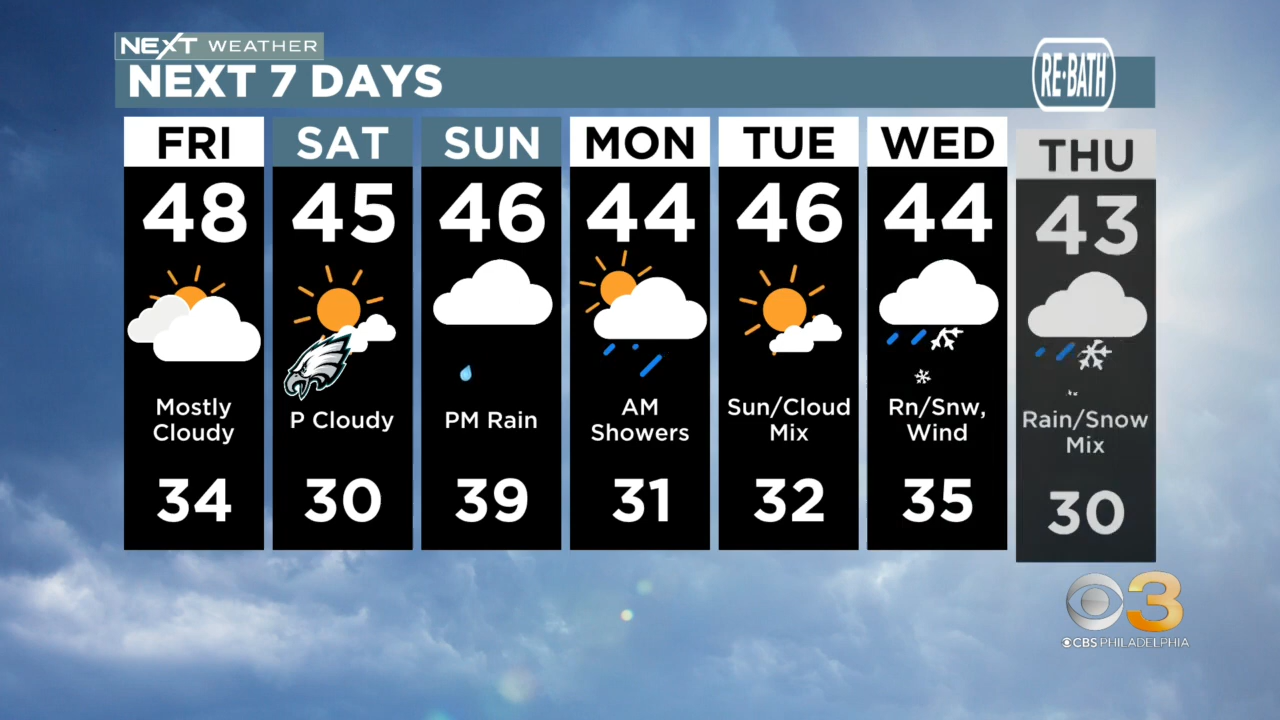 NEXT WEATHER
NEXT 7 DAYS
RE·BATH
FRI
48
Mostly
Cloudy
34
SAT
45
P Cloudy
30
SUN
46
PM Rain
39
MON
44
AM
Showers
31
TUE
46
Sun/Cloud
Mix
32
WED
44
Rn/Snw,
Wind
35
THU
43
Rain/Snow
Mix
30
3
CBS PHILADELPHIA